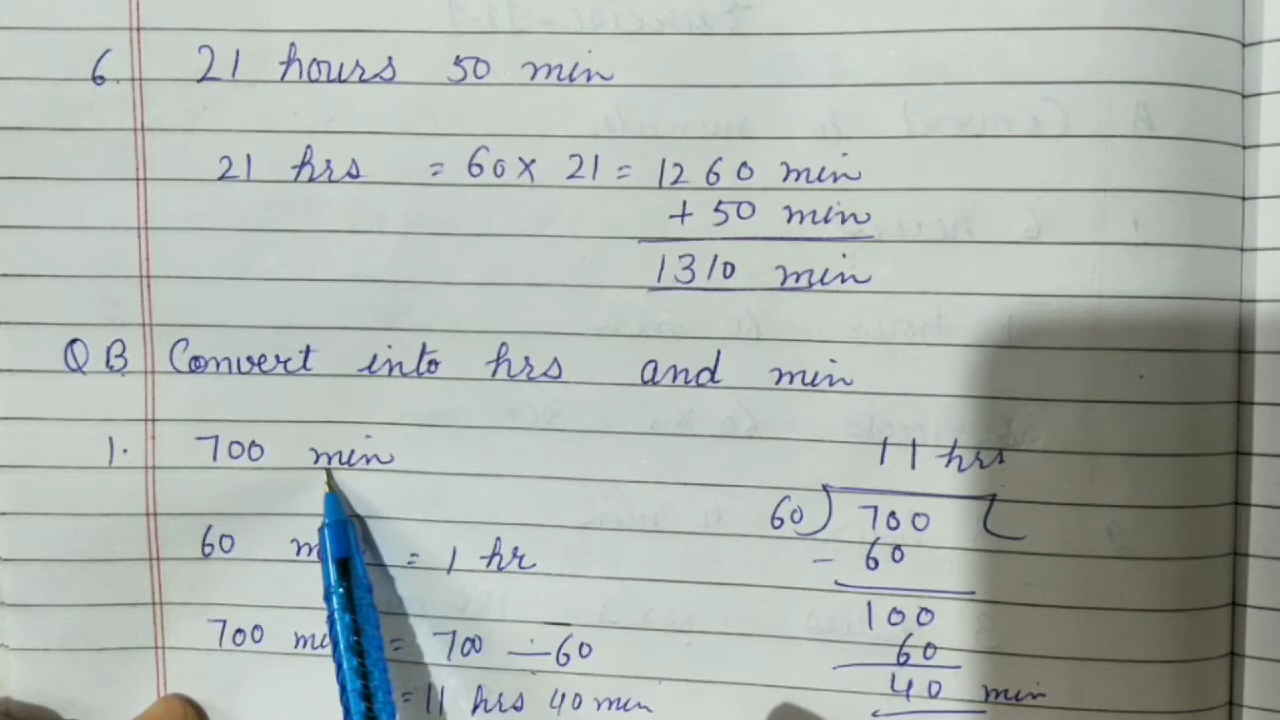 6. 21 hours 50 min
21 hrs = 60 × 21 = 1260 min
+ 50 min
1310 min
Q B Convert into hrs and min
1. 700 min
60 = 1 hr
700 = 700 ÷ 60
= 11 hrs 40 min
11 hrs
60 ) 700 (
- 60
100
60
40 min